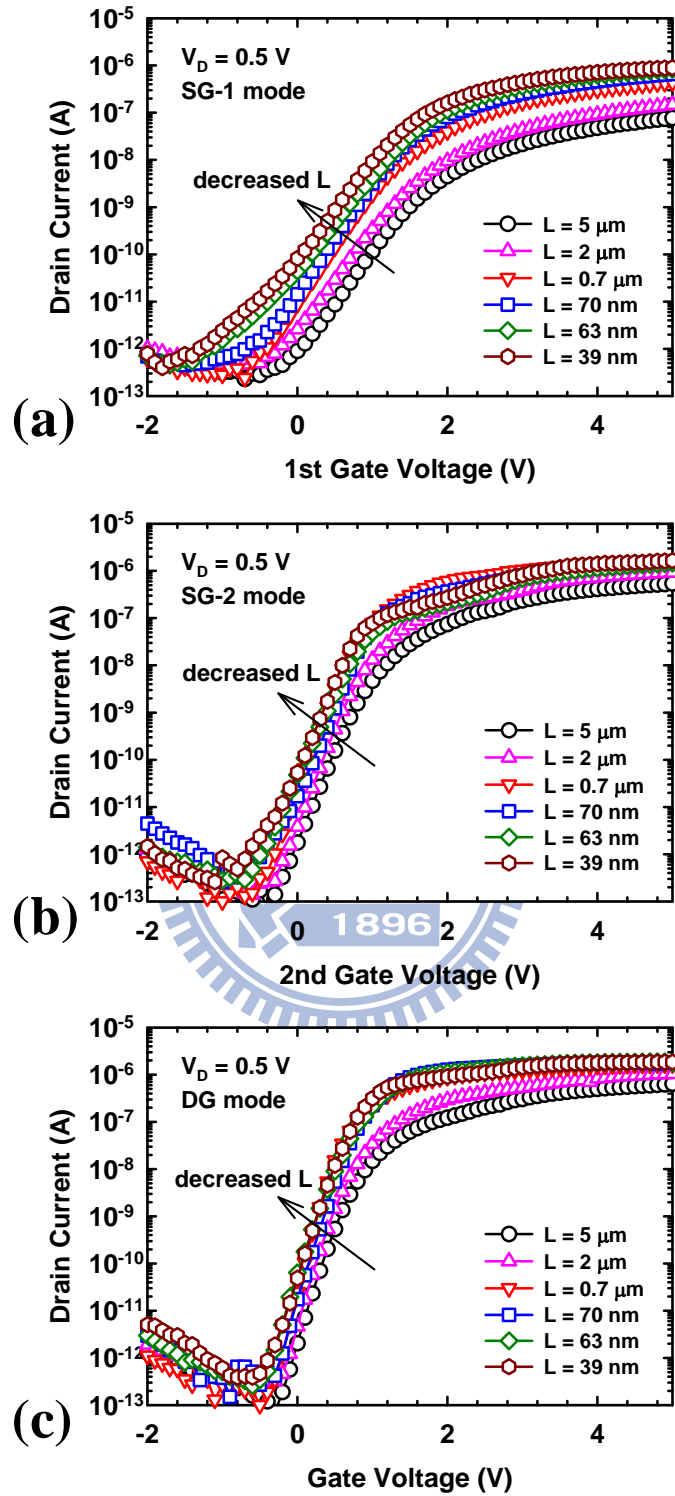 10^-5
10^-6
10^-7
10^-8
10^-9
10^-10
10^-11
10^-12
10^-13
Drain Current (A)
V_D = 0.5 V
SG-1 mode
decreased L
L = 5 μm
L = 2 μm
L = 0.7 μm
L = 70 nm
L = 63 nm
L = 39 nm
-2 0 2 4
1st Gate Voltage (V)
(a)
10^-5
10^-6
10^-7
10^-8
10^-9
10^-10
10^-11
10^-12
10^-13
Drain Current (A)
V_D = 0.5 V
SG-2 mode
decreased L
L = 5 μm
L = 2 μm
L = 0.7 μm
L = 70 nm
L = 63 nm
L = 39 nm
-2 0 2 4
2nd Gate Voltage (V)
(b)
1896
10^-5
10^-6
10^-7
10^-8
10^-9
10^-10
10^-11
10^-12
10^-13
Drain Current (A)
V_D = 0.5 V
DG mode
decreased L
L = 5 μm
L = 2 μm
L = 0.7 μm
L = 70 nm
L = 63 nm
L = 39 nm
-2 0 2 4
Gate Voltage (V)
(c)